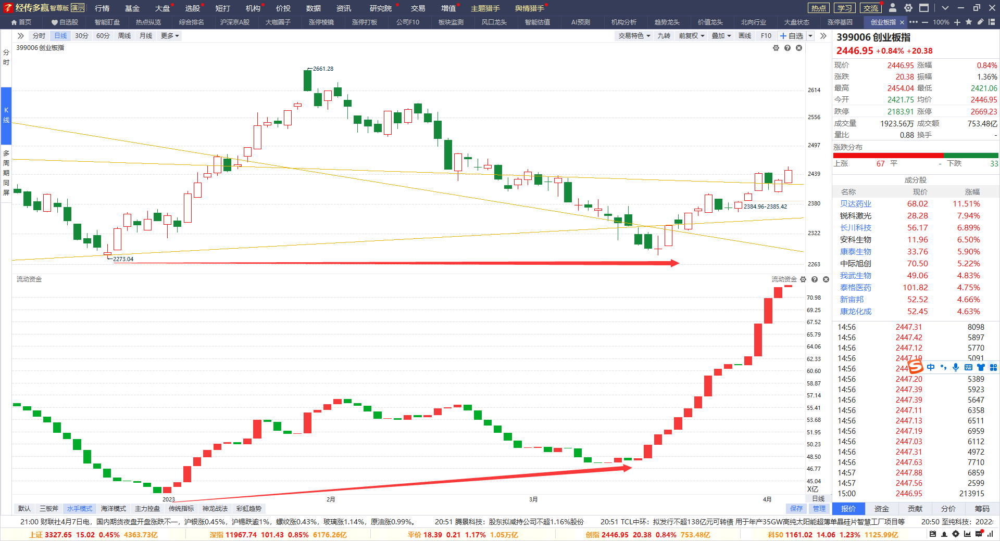 经传多赢 智尊版 演示 行情 基金 大盘 选股 短打 机构 价投 数据 资讯 研究院 交易 增值 主题猎手 舆情猎手 热点 学习 交流
首页 自选股 智能盯盘 热点纵览 综合排名 沪深京A股 大咖圈子 涨停棱镜 涨停打板 公司F10 板块监测 风口龙头 智能估值 AI预测 机构分析 趋势龙头 价值龙头 北向行业 大盘状态 涨停基因 创业板指 100%
分时 日线 30分 60分 周线 月线 更多 交易特色 九转 前复权 叠加 画线 F10 自选
分时
K线
多周期同屏
399006 创业板指
2661.28
2273.04
2384.96-2385.42
2614
2556
2497
2439
2380
2322
2263
流动资金
流动资金
70.98
69.25
67.52
65.79
64.06
62.33
60.60
58.87
57.14
55.41
53.68
51.95
50.23
48.50
46.77
45.04
X亿
2023 2月 3月 4月 日线
默认 三板斧 水手模式 海洋模式 主力控盘 传统指标 神龙战法 彩虹趋势 保存 管理
399006 创业板指
2446.95 +0.84% +20.38
现价 2446.95 涨幅 0.84%
涨跌 20.38 振幅 1.36%
最高 2454.04 最低 2421.06
今开 2421.75 均价 2446.95
跌停 2183.91 涨停 2669.23
成交量 1923.56万 成交额 753.48亿
量比 0.88 换手 -
涨跌分布
上涨 67 平 - 下跌 33
成分股
名称 现价 涨幅
贝达药业 68.02 11.51%
锐科激光 28.28 7.94%
长川科技 56.17 6.89%
安科生物 11.96 6.50%
康泰生物 33.76 5.90%
中际旭创 70.50 5.22%
我武生物 49.06 4.83%
泰格医药 101.82 4.75%
新宙邦 52.52 4.66%
康龙化成 52.45 4.63%
14:56 2447.31 8098
14:56 2447.42 5897
14:56 2447.12 5770
14:56 2447.19 5091
14:56 244
中
14:56 2447.20 5389
14:56 2447.39 5923
14:56 2447.39 5647
14:56 2447.11 6358
14:56 2447.13 6511
14:56 2447.19 6959
14:56 2447.03 6112
14:56 2447.31 4972
14:56 2447.63 7710
14:57 2447.88 6859
14:57 2447.56 2599
15:00 2446.95 213915
报价 资金 贡献 分价 筹码
21:00 财联社4月7日电，国内期货夜盘开盘涨跌不一，沪银涨0.45%，沪锡跌逾1%，螺纹涨0.43%，玻璃涨1.14%，原油涨0.99%。 20:51 腾景科技：股东拟减持公司不超1.16%股份 20:51 TCL中环：拟发行不超138亿元可转债 用于年产35GW高纯太阳能超薄单晶硅片智慧工厂项目等 20:50 至纯科技：2022
上证 3327.65 15.02 0.45% 4363.73亿 深指 11967.74 101.43 0.85% 6176.26亿 平价 18.39 0.21 1.17% 1.05万亿 创指 2446.95 20.38 0.84% 753.48亿 科50 1161.02 14.06 1.23% 1125.99亿